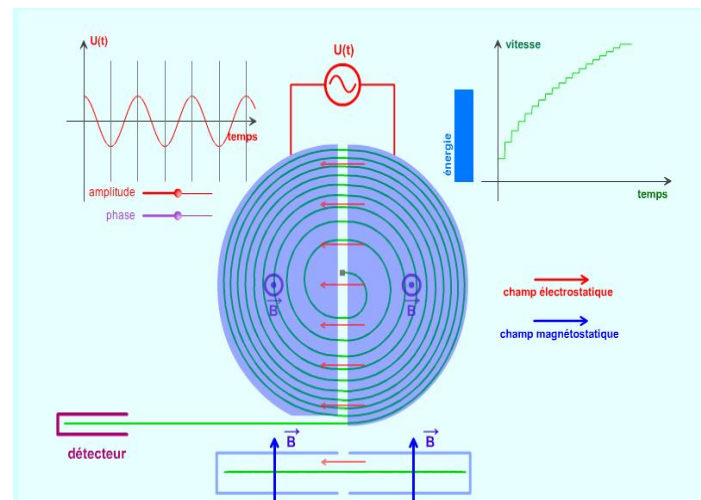 U(t)
temps
amplitude
phase
U(t)
vitesse
énergie
temps
B
B
champ électrostatique
champ magnétostatique
détecteur
B
B